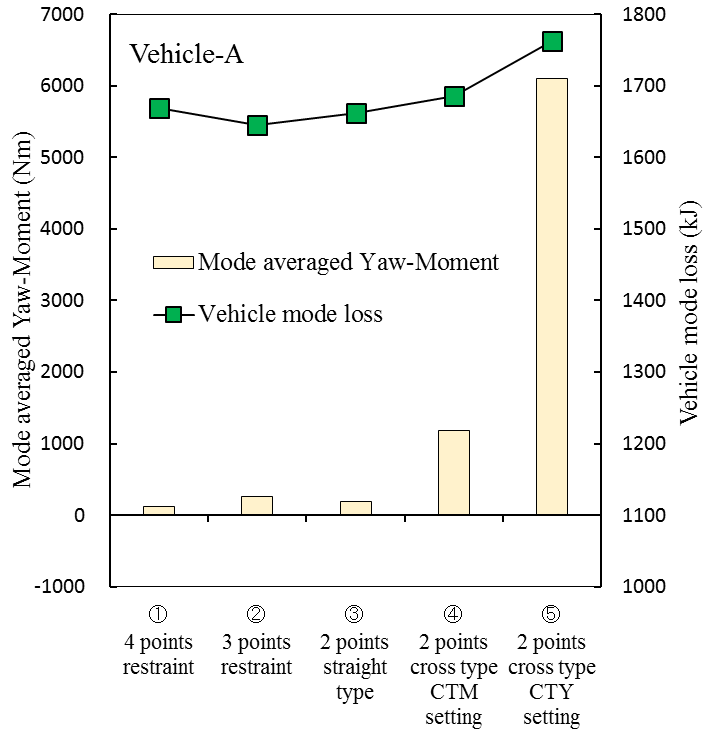 7000
6000
5000
4000
3000
2000
1000
0
-1000
Mode averaged Yaw-Moment (Nm)
Vehicle-A
Mode averaged Yaw-Moment
Vehicle mode loss
1800
1700
1600
1500
1400
1300
1200
1100
1000
Vehicle mode loss (kJ)
①
4 points
restraint
②
3 points
restraint
③
2 points
straight
type
④
2 points
cross type
CTM
setting
⑤
2 points
cross type
CTY
setting